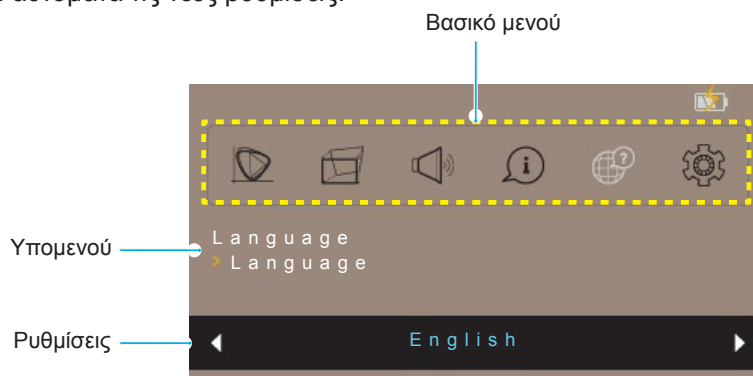 αυτόματα τις νέες ρυθμίσεις.
Βασικό μενού
Υπομενού
Language
> Language
Ρυθμίσεις
English